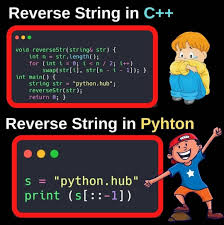 Reverse String in C++
void reverseStr(string& str) {
int n = str.length();
for (int i = 0; i < n / 2; i++)
swap(str[i], str[n - i - 1]); }
int main() {
string str = "python.hub";
reverseStr(str);
return 0; }
Reverse String in Pyhton
s = "python.hub"
print (s[::-1])